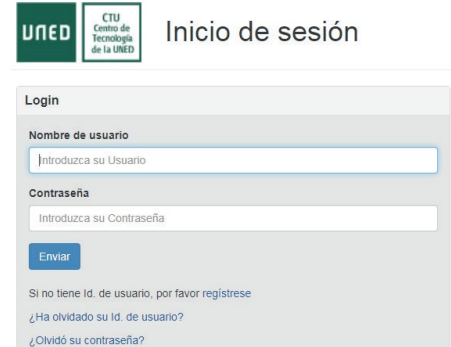 UNED
CTU
Centro de
Tecnología
de la UNED
Inicio de sesión
Login
Nombre de usuario
Introduzca su Usuario
Contraseña
Introduzca su Contraseña
Enviar
Si no tiene Id. de usuario, por favor regístrese
¿Ha olvidado su Id. de usuario?
¿Olvidó su contraseña?